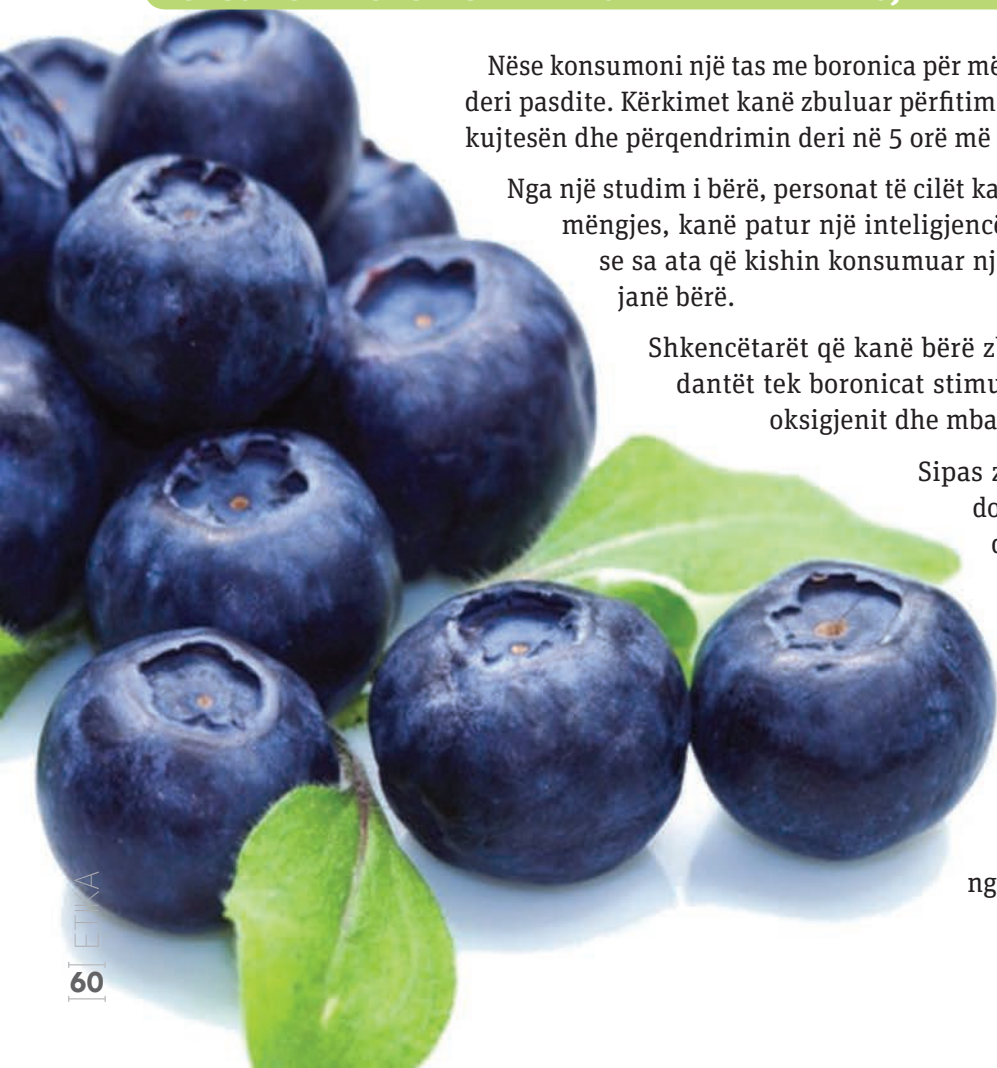 Nëse konsumoni një tas me boronica për më
deri pasdite. Kërkimet kanë zbuluar përfitim
kujtesën dhe përqendrimin deri në 5 orë më
Nga një studim i bërë, personat të cilët ka
mëngjes, kanë patur një inteligjencë
se sa ata që kishin konsumuar nj
janë bërë.
Shkencëtarët që kanë bërë z
dantët tek boronicat stimu
oksigjenit dhe mba
Sipas z
do
ng
ETIKA
60